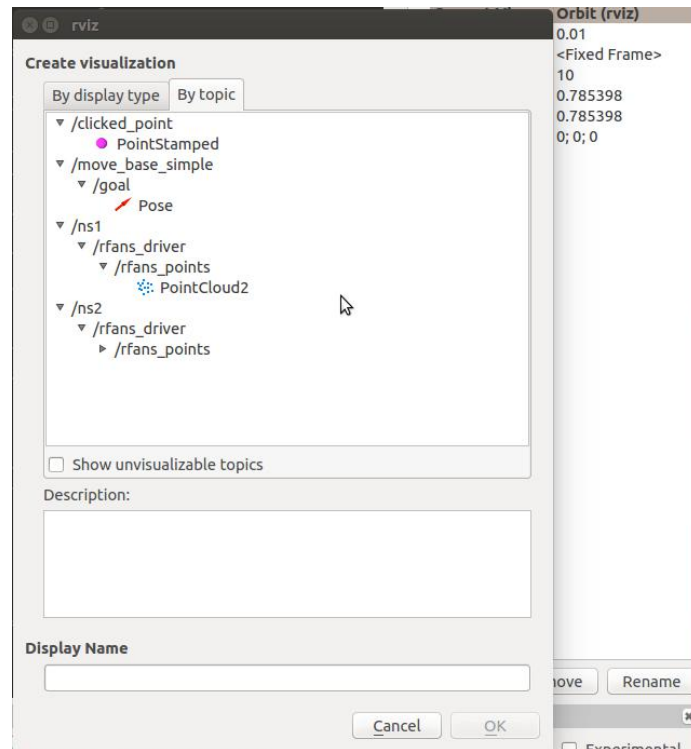 rviz
Create visualization
By display type
By topic
/clicked_point
PointStamped
/move_base_simple
/goal
Pose
/ns1
/rfans_driver
/rfans_points
PointCloud2
/ns2
/rfans_driver
/rfans_points
Show unvisualizable topics
Description:
Display Name
Cancel
OK
Orbit (rviz)
0.01
<Fixed Frame>
10
0.785398
0.785398
0; 0; 0
Rename
Experimental